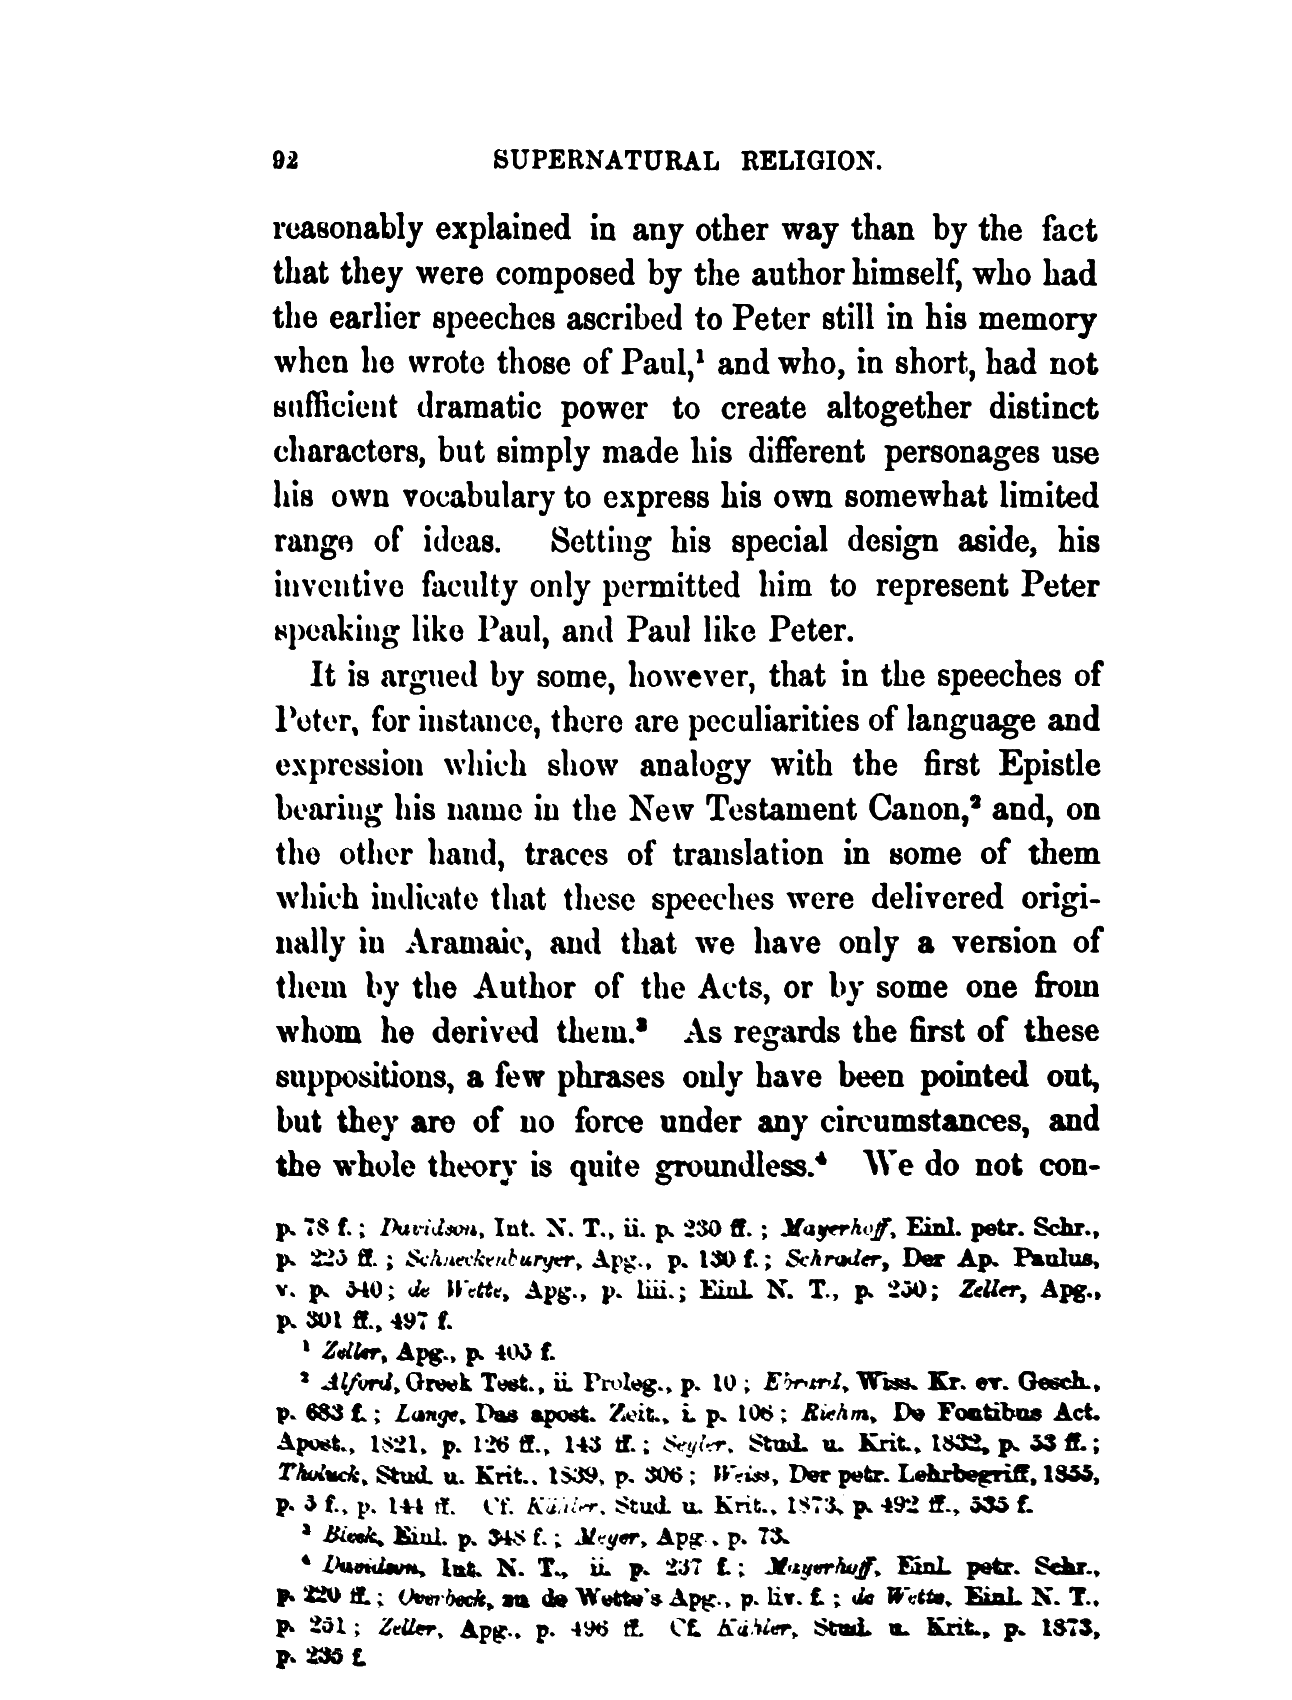 92 SUPERNATURAL RELIGION.
reasonably explained in any other way than by the fact
that they were composed by the author himself, who had
the earlier speeches ascribed to Peter still in his memory
when he wrote those of Paul,¹ and who, in short, had not
sufficient dramatic power to create altogether distinct
characters, but simply made his different personages use
his own vocabulary to express his own somewhat limited
range of ideas. Setting his special design aside, his
inventive faculty only permitted him to represent Peter
speaking like Paul, and Paul like Peter.
It is argued by some, however, that in the speeches of
Peter, for instance, there are peculiarities of language and
expression which show analogy with the first Epistle
bearing his name in the New Testament Canon,² and, on
the other hand, traces of translation in some of them
which indicate that these speeches were delivered origi-
nally in Aramaic, and that we have only a version of
them by the Author of the Acts, or by some one from
whom he derived them.³ As regards the first of these
suppositions, a few phrases only have been pointed out,
but they are of no force under any circumstances, and
the whole theory is quite groundless.⁴ We do not con-
p. 78 f. ; Davidson, Int. N. T., ii. p. 230 ff. ; Mayerhoff, Einl. petr. Schr.,
p. 225 ff. ; Schneckenburger, Apg., p. 130 f. ; Schrader, Der Ap. Paulus,
v. p. 540 ; de Wette, Apg., p. liii. ; Einl. N. T., p. 250 ; Zeller, Apg.,
p. 301 ff., 497 f.
¹ Zeller, Apg., p. 405 f.
² Alford, Greek Test., ii. Proleg., p. 10 ; Ebrard, Wiss. Kr. ev. Gesch.,
p. 683 f. ; Lange, Das apost. Zeit., i. p. 108 ; Riehm, De Fontibus Act.
Apost., 1821, p. 126 ff., 143 ff. ; Seyler, Stud. u. Krit., 1832, p. 53 ff. ;
Tholuck, Stud. u. Krit., 1839, p. 306 ; Weiss, Der petr. Lehrbegriff, 1855,
p. 5 f., p. 144 ff. Cf. Kähler, Stud. u. Krit., 1873, p. 492 ff., 535 f.
³ Bleek, Einl. p. 348 f. ; Meyer, Apg., p. 73.
⁴ Davidson, Int. N. T., ii. p. 237 f. ; Mayerhoff, Einl. petr. Schr.,
p. 220 ff. ; Overbeck, zu de Wette's Apg., p. liv. f. ; de Wette, Einl. N. T.,
p. 251 ; Zeller, Apg., p. 496 ff. Cf. Kähler, Stud. u. Krit., p. 1873,
p. 235 f.